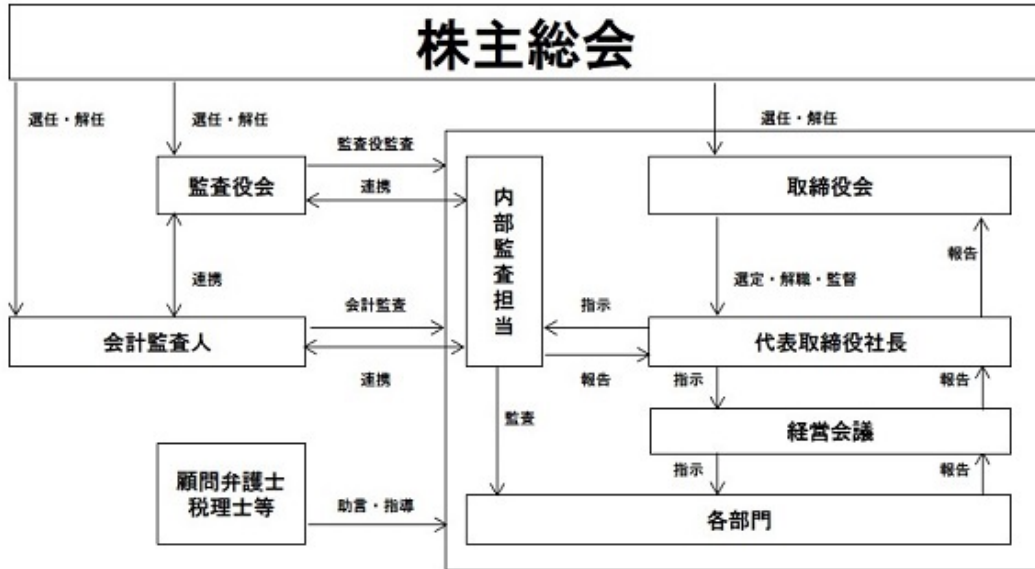 株主総会
選任・解任
選任・解任
選任・解任
監査役監査
監査役会
連携
内部監査担当
取締役会
連携
選定・解職・監督
報告
会計監査
指示
会計監査人
代表取締役社長
連携
報告
指示
報告
監査
経営会議
指示
報告
顧問弁護士
税理士等
助言・指導
各部門